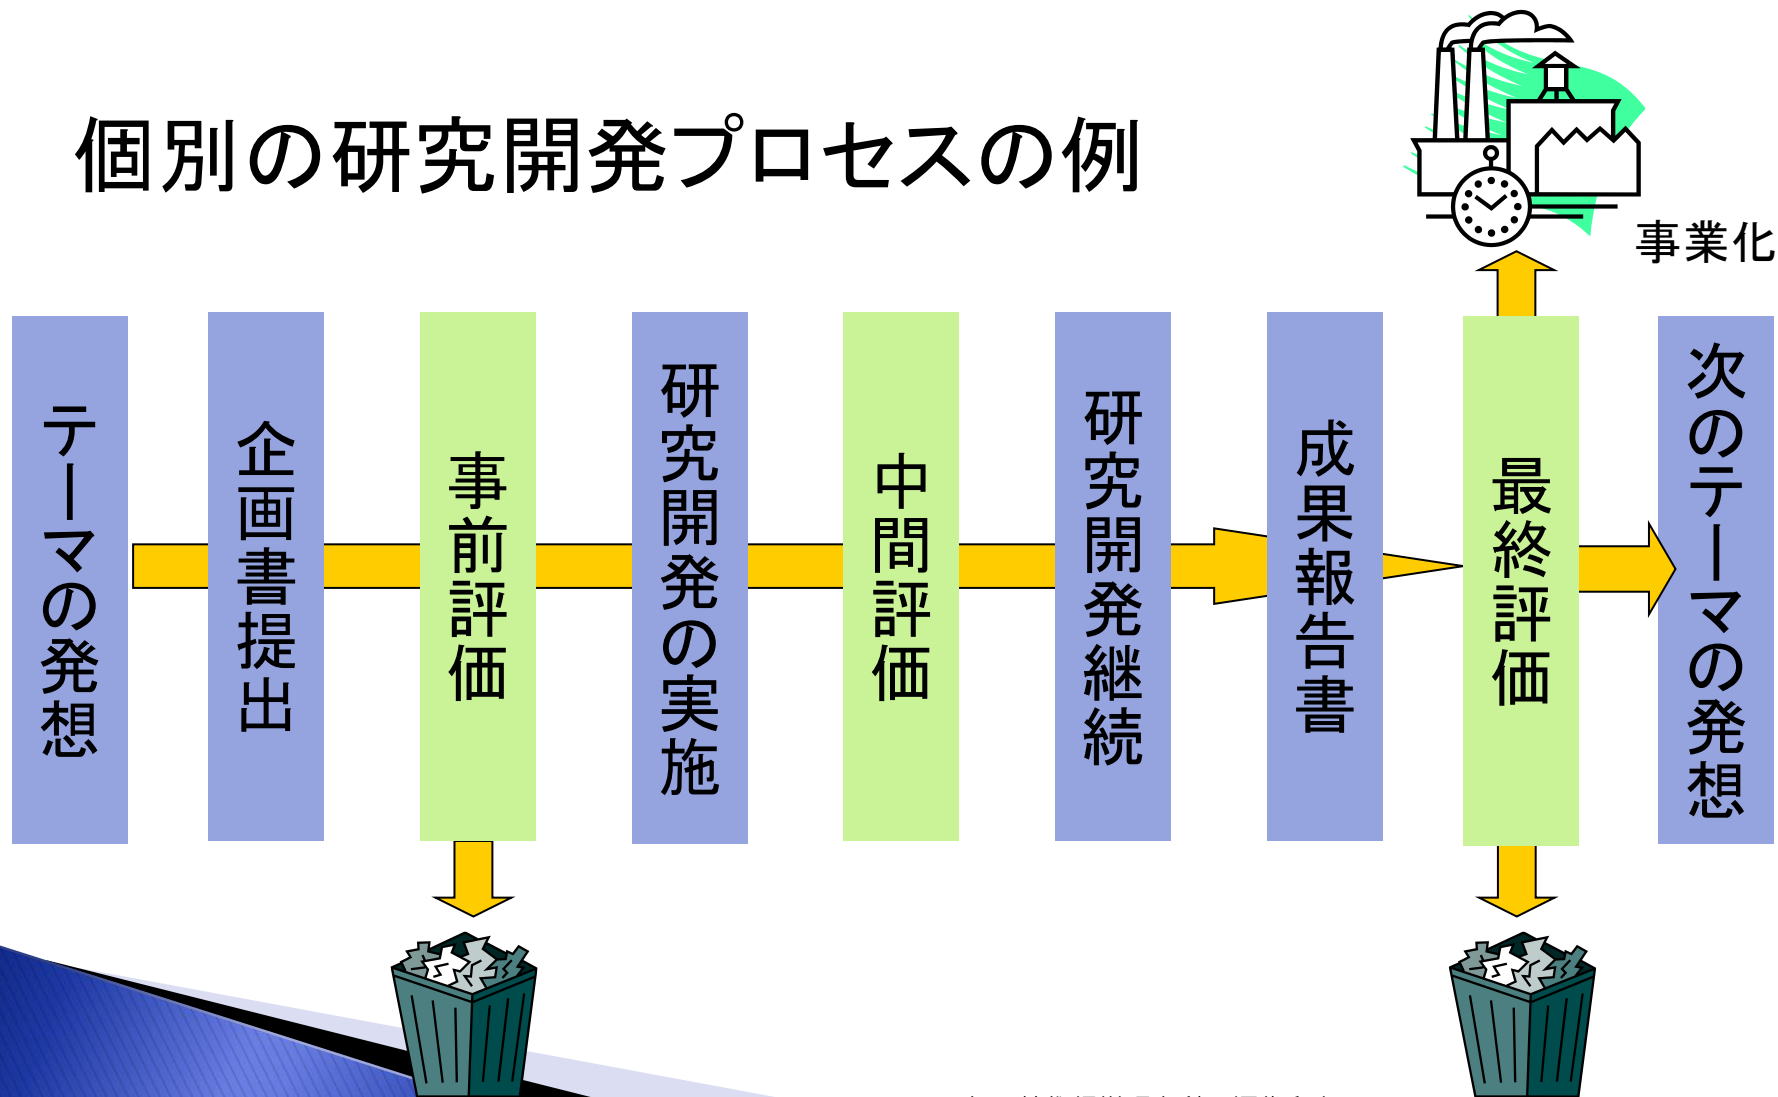 個別の研究開発プロセスの例
事業化
テーマの発想
企画書提出
事前評価
研究開発の実施
中間評価
研究開発継続
成果報告書
最終評価
次のテーマの発想